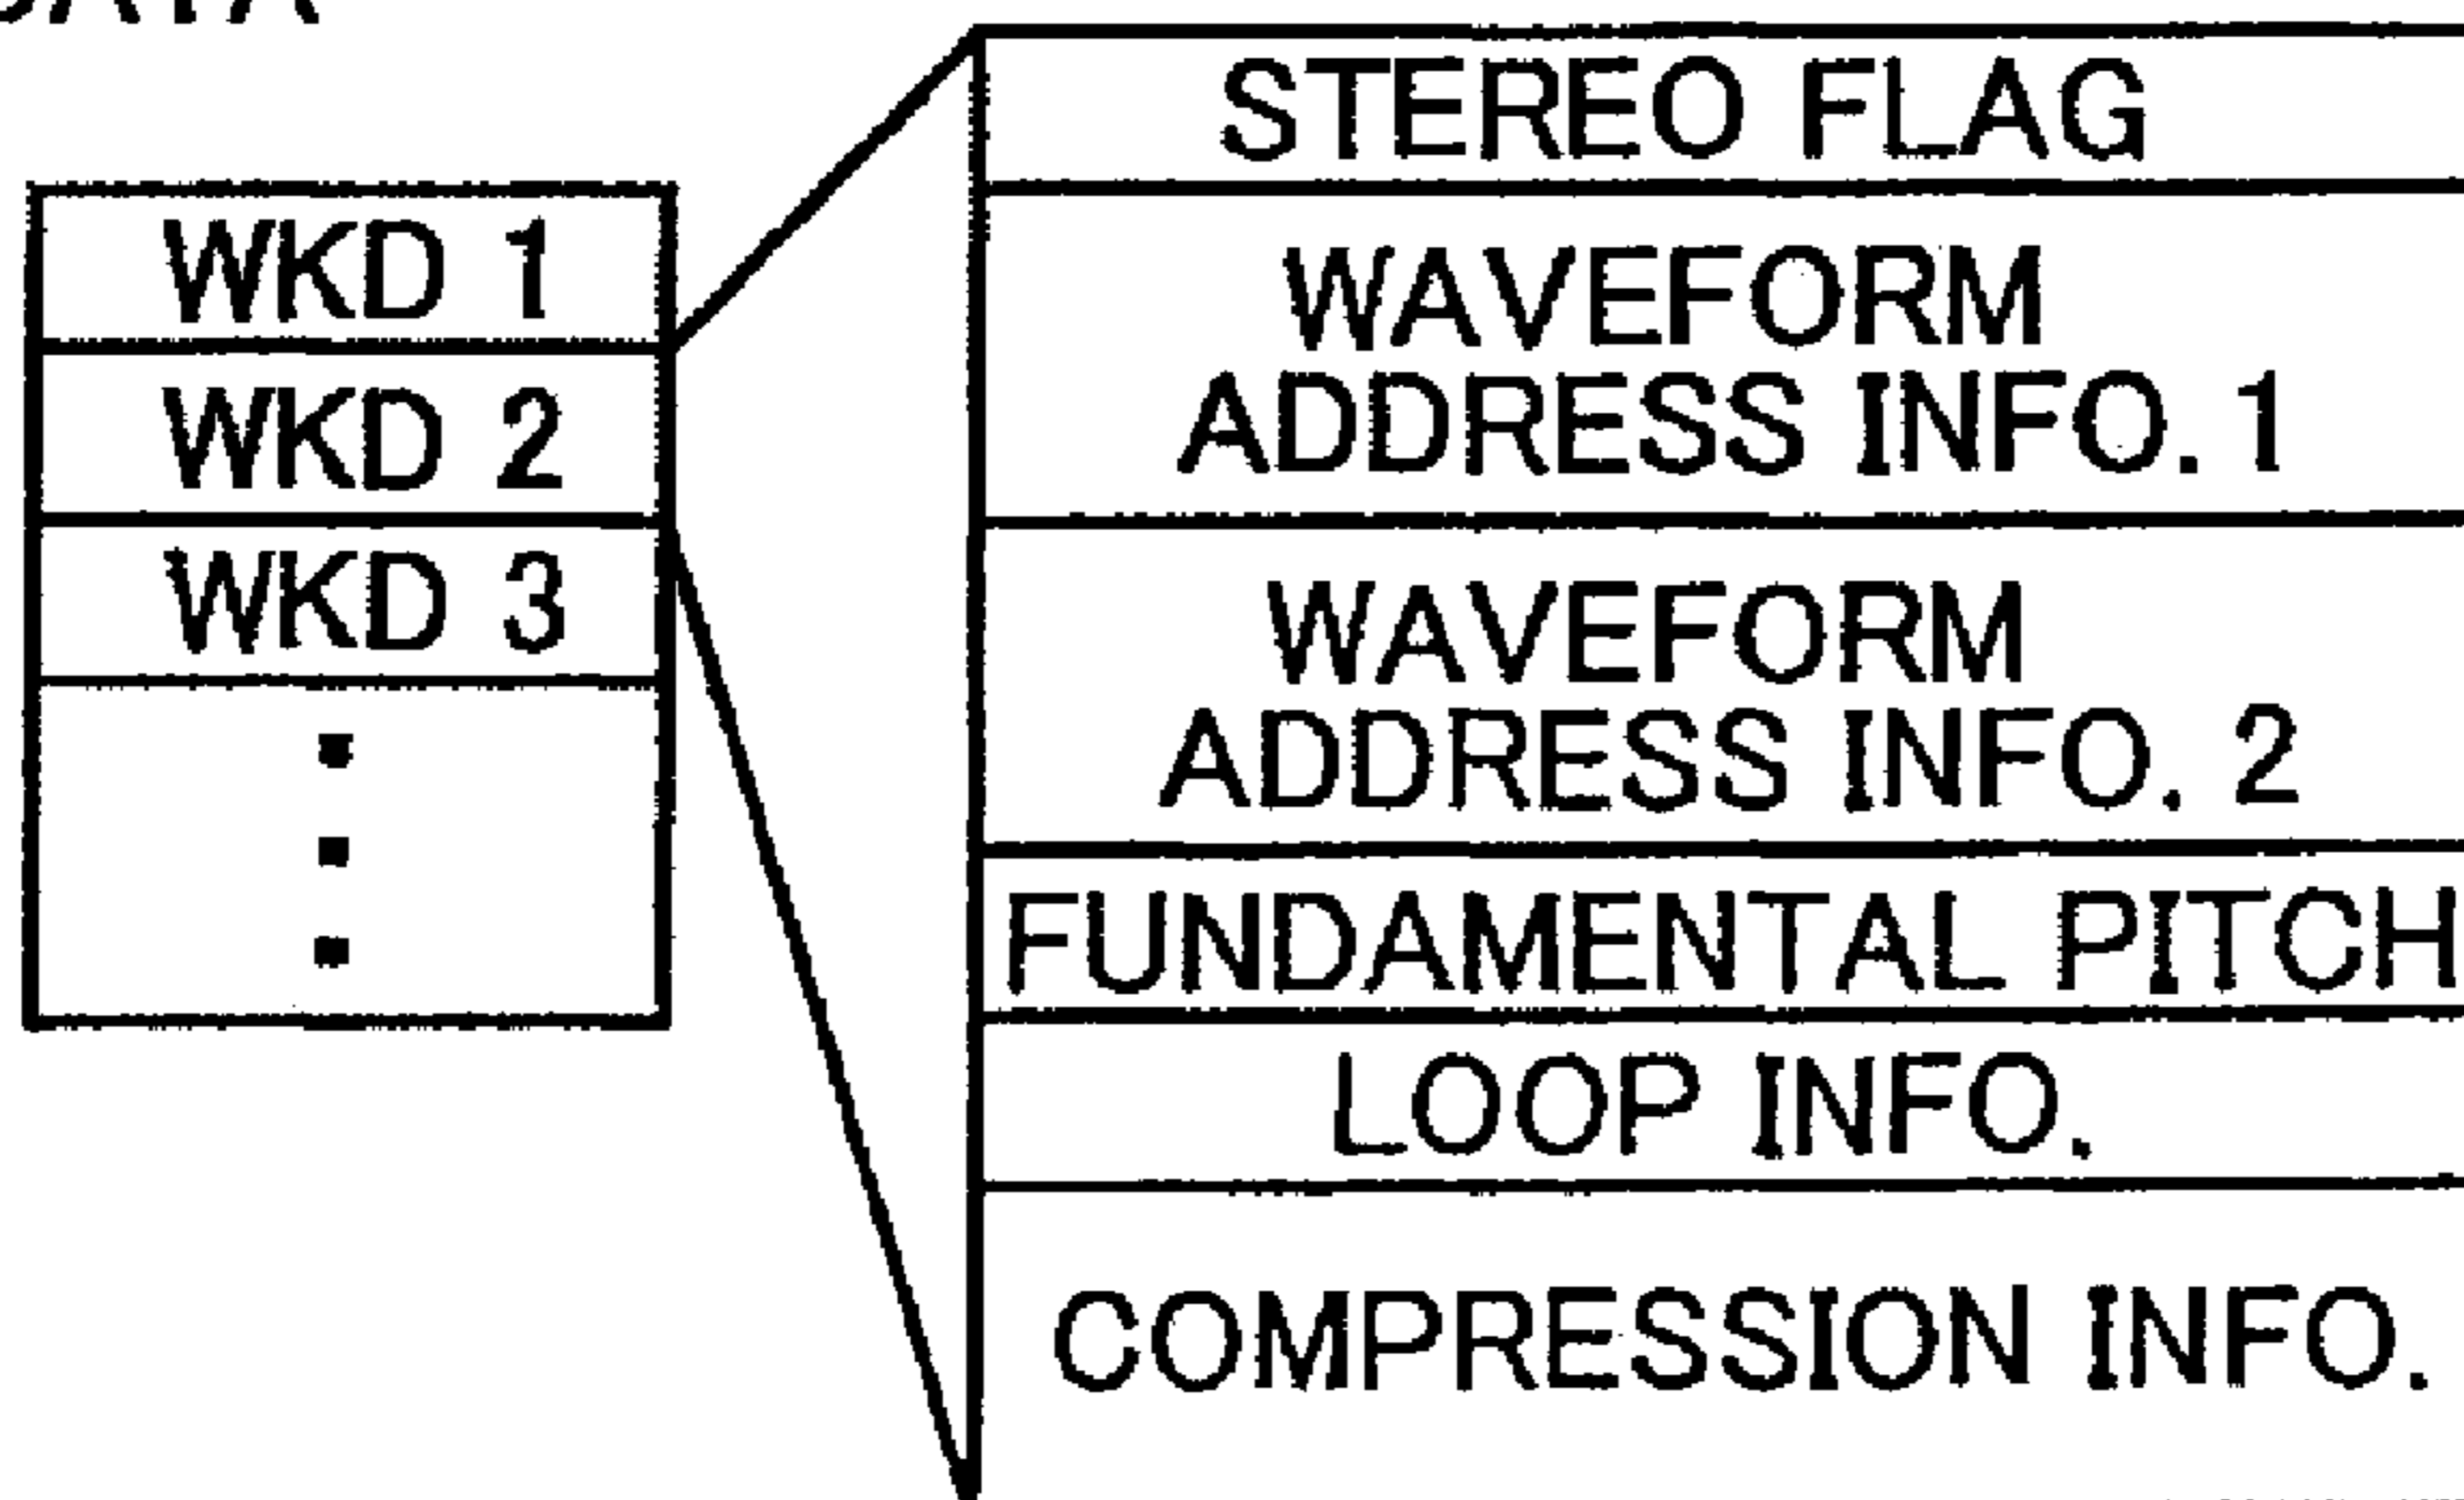 WKD 1
WKD 2
WKD 3
STEREO FLAG
WAVEFORM
ADDRESS INFO. 1
WAVEFORM
ADDRESS INFO. 2
FUNDAMENTAL PITCH
LOOP INFO.
COMPRESSION INFO.